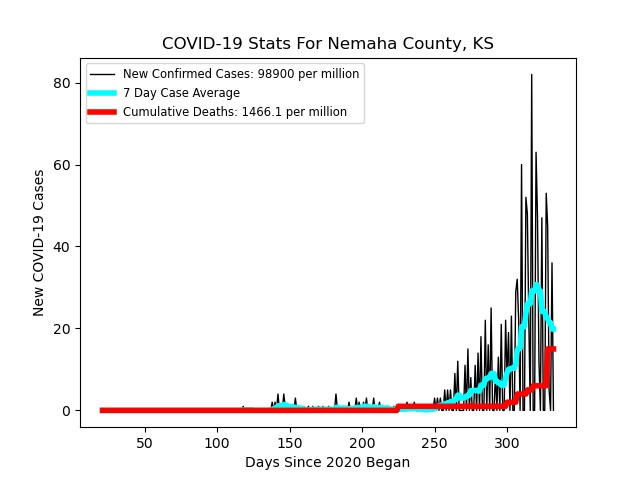 COVID-19 Stats For Nemaha County, KS
New Confirmed Cases: 98900 per million
7 Day Case Average
Cumulative Deaths: 1466.1 per million
New COVID-19 Cases
80
60
40
20
0
50 100 150 200 250 300
Days Since 2020 Began